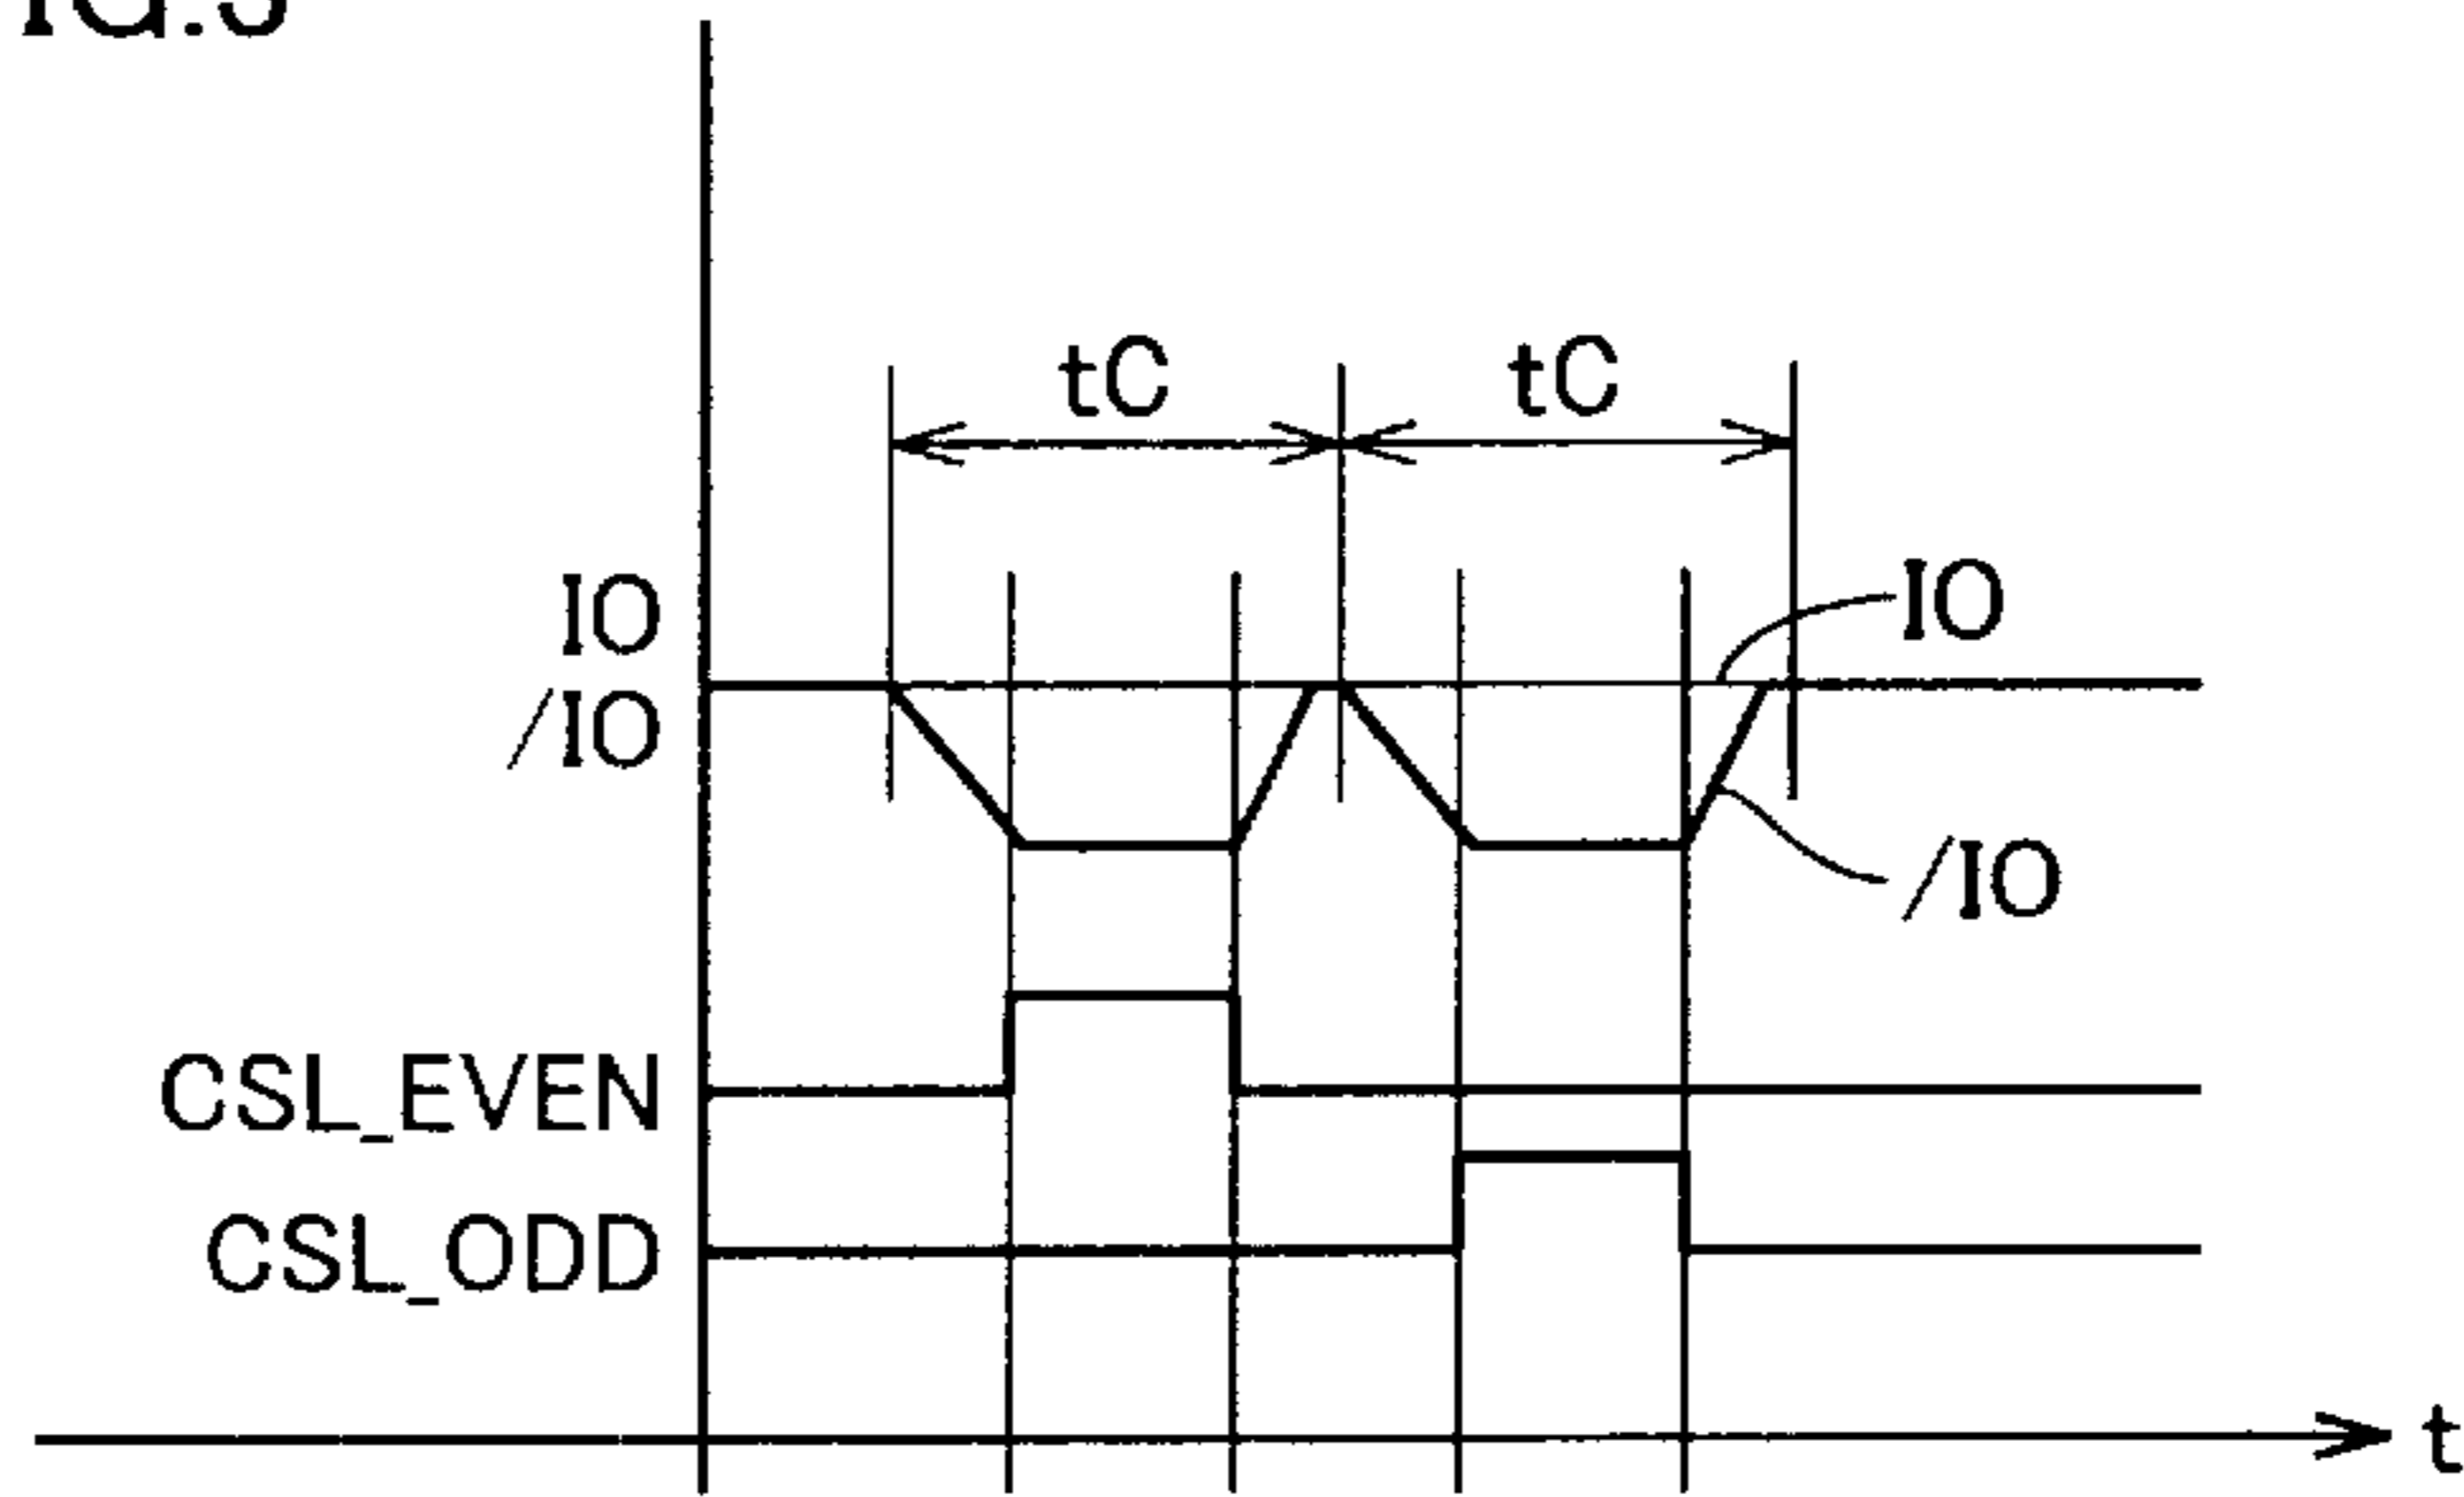 tC tC
IO
IO
/IO
/IO
CSL_EVEN
CSL_ODD
t